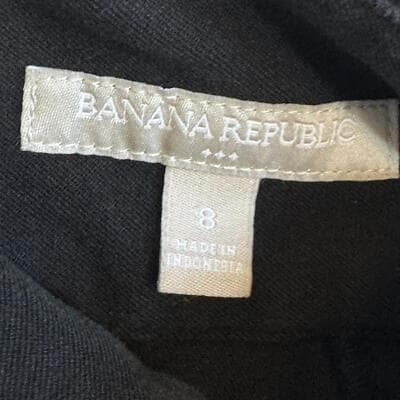 BANANA REPUBLIC
8
MADE IN
INDONESIA